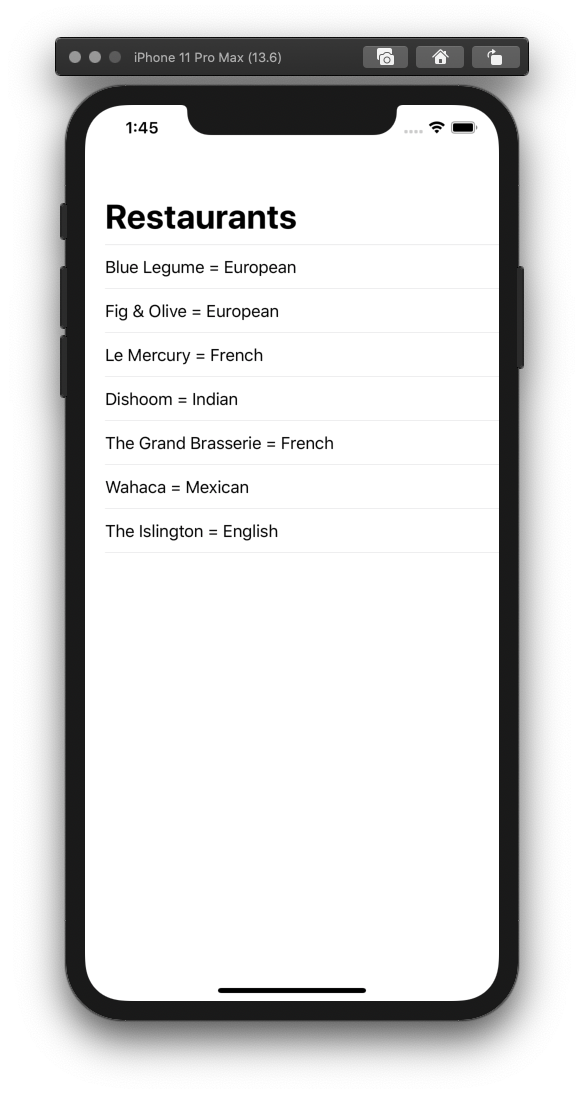 iPhone 11 Pro Max (13.6)
1:45
Restaurants
Blue Legume = European
Fig & Olive = European
Le Mercury = French
Dishoom = Indian
The Grand Brasserie = French
Wahaca = Mexican
The Islington = English